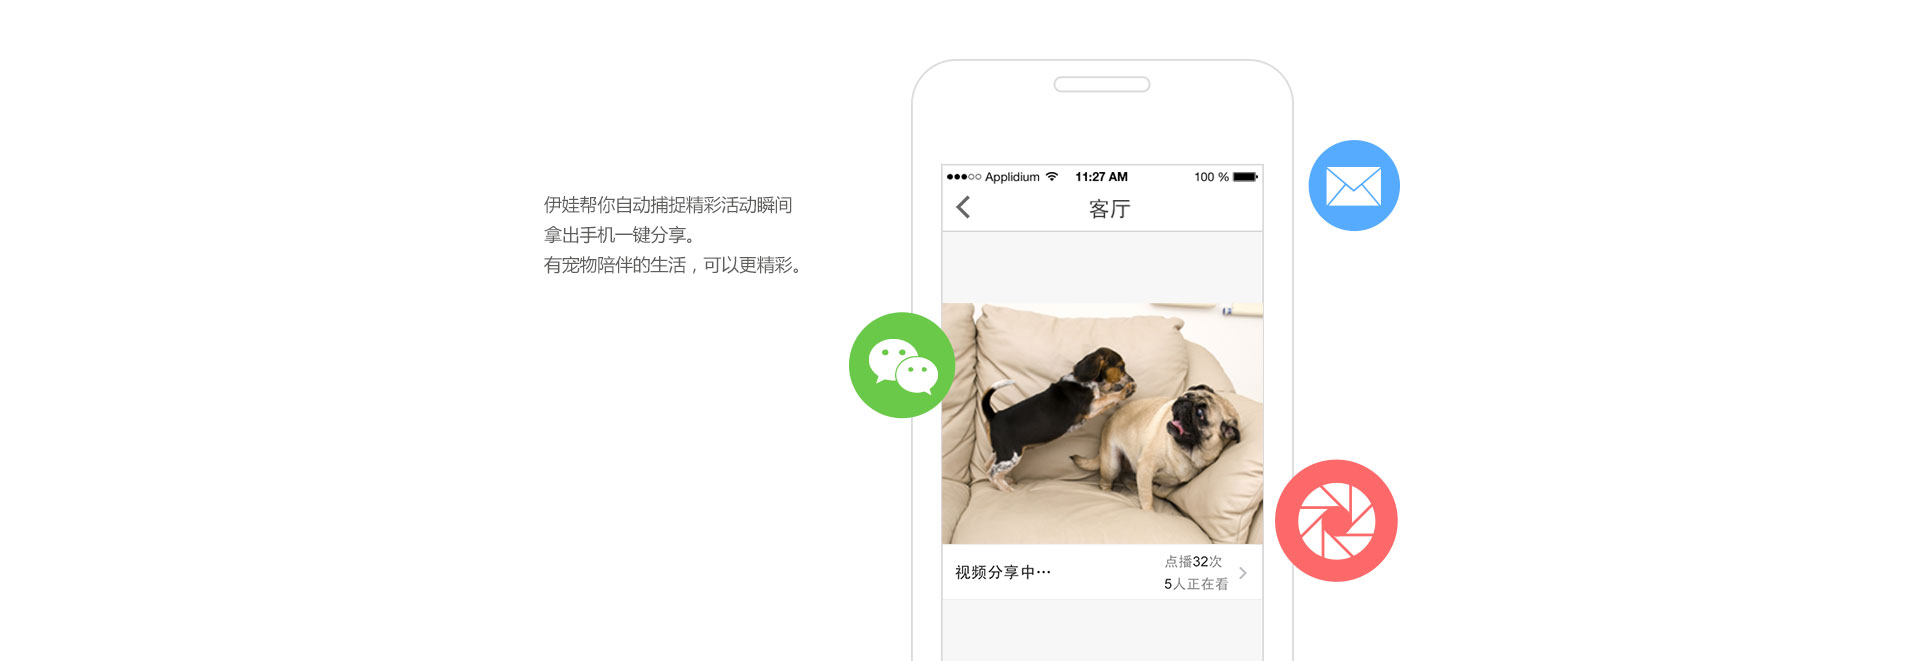 伊娃帮你自动捕捉精彩活动瞬间
拿出手机一键分享。
有宠物陪伴的生活，可以更精彩。
Applidium 11:27 AM 100 %
客厅
视频分享中···
点播32次
5人正在看